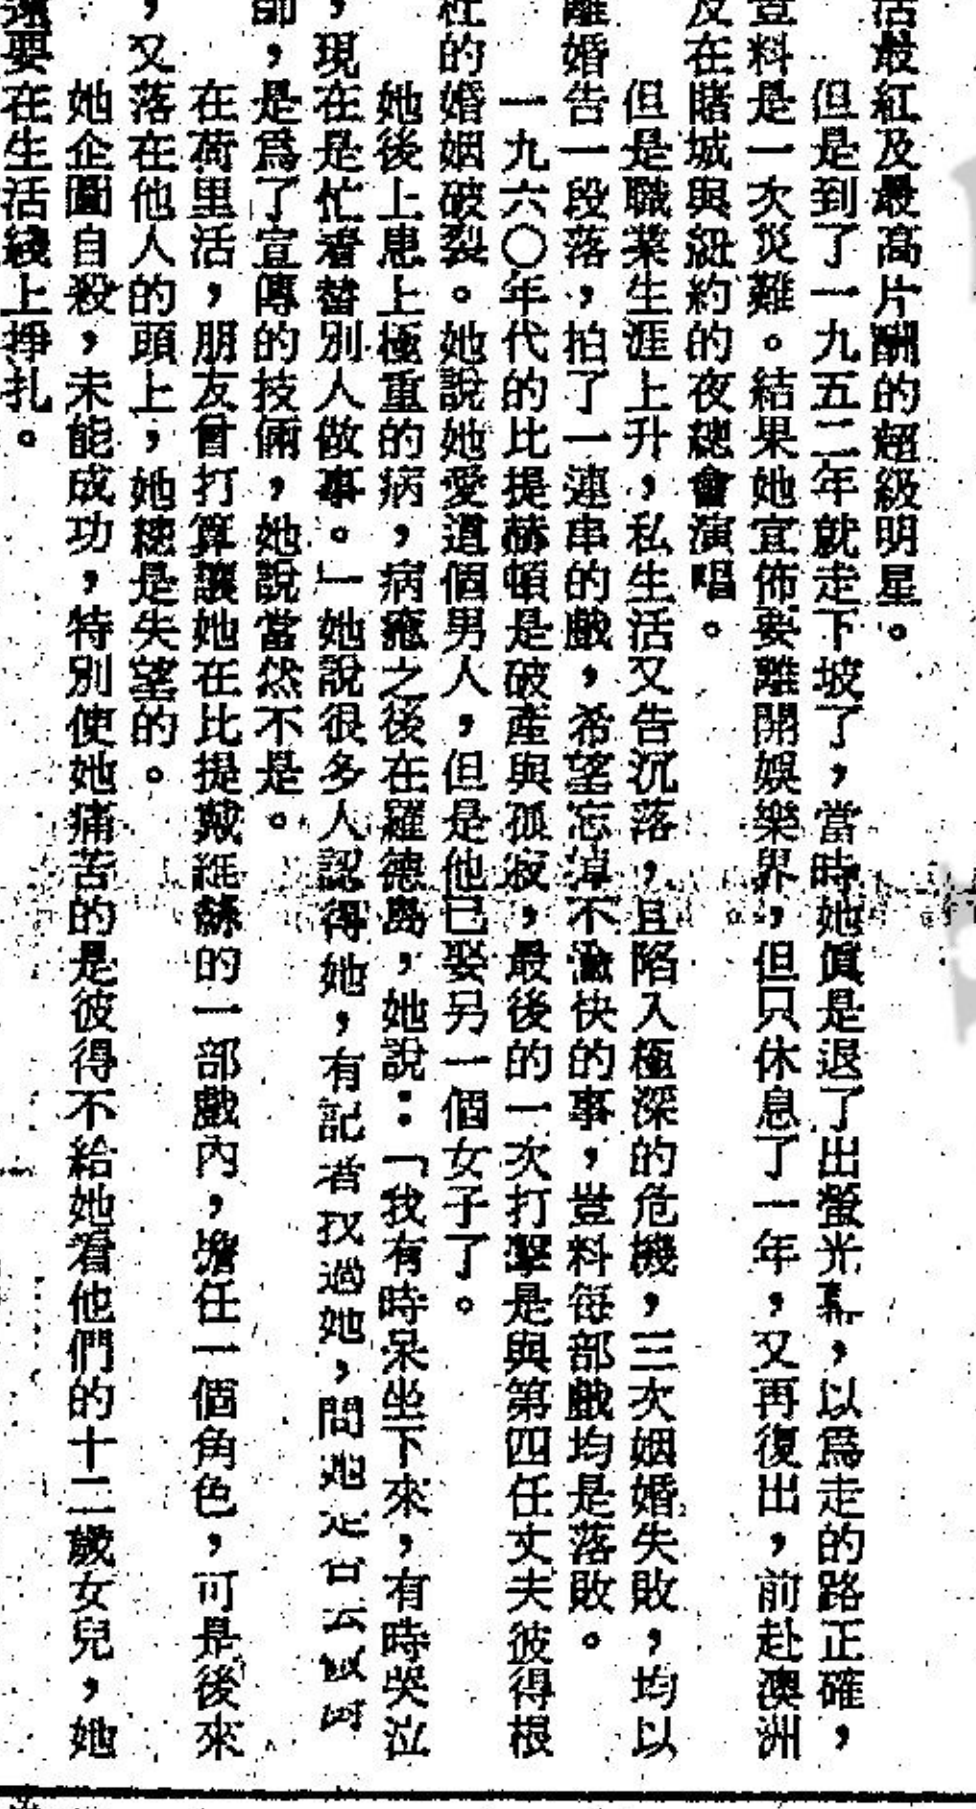 活最紅及最高片酬的超級明星。
但是到了一九五二年就走下坡了，當時她眞是退了出螢光幕，以爲走的路正確，
豈料是一次災難。結果她宣佈要離開娛樂界，但只休息了一年，又再復出，前赴澳洲
及在賭城與紐約的夜總會演唱。
但是職業生涯上升，私生活又告沉落，且陷入極深的危機，三次姻婚失敗，均以
離婚告一段落，拍了一連串的戲，希望忘掉不愉快的事，豈料每部戲均是落敗。
一九六〇年代的比提赫頓是破產與孤寂，最後的一次打擊是與第四任丈夫彼得根
杜的婚姻破裂。她說她愛這個男人，但是他已娶另一個女子了。
她後上患上極重的病，病癒之後在羅德島，她說：「我有時呆坐下來，有時哭泣
，現在是忙着替別人做事。」她說很多人認得她，有記者找過她，問她是否
師，是爲了宣傳的技倆，她說當然不是。
在荷里活，朋友曾打算讓她在比提戴維絲的一部戲內，擔任一個角色，可是後來
，又落在他人的頭上，她總是失望的。
她企圖自殺，未能成功，特別使她痛苦的是彼得不給她看他們的十二歲女兒，她
還要在生活綫上掙扎。